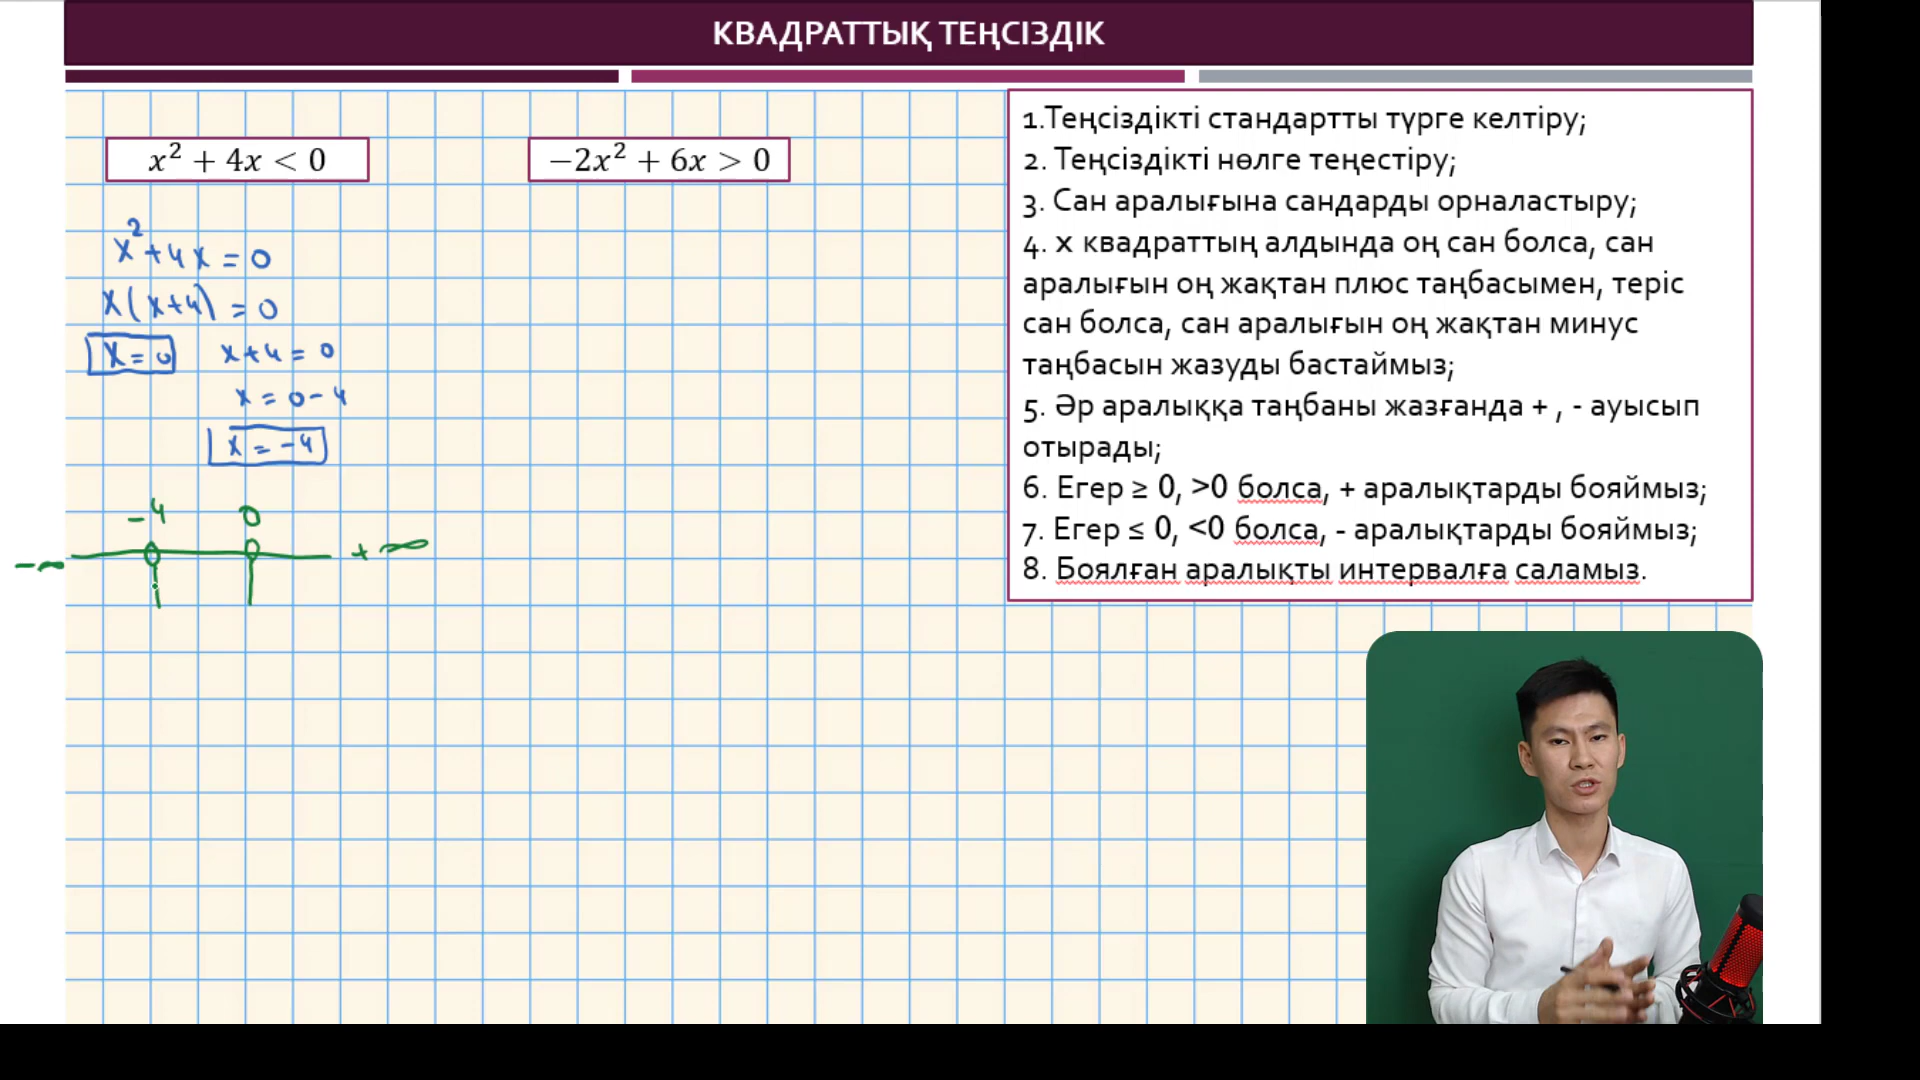 КВАДРАТТЫҚ ТЕңСІЗДІК
x² + 4x < 0
−2x² + 6x > 0
x² + 4x = 0
x(x+4) = 0
x = 0 x+4 = 0
x = 0 - 4
x = -4
-4 0
-∞ +∞
1.Теңсіздікті стандартты түрге келтіру;
2. Теңсіздікті нөлге теңестіру;
3. Сан аралығына сандарды орналастыру;
4. х квадраттың алдында оң сан болса, сан
аралығын оң жақтан плюс таңбасымен, теріс
сан болса, сан аралығын оң жақтан минус
таңбасын жазуды бастаймыз;
5. Әр аралыққа таңбаны жазғанда + , - ауысып
отырады;
6. Егер ≥ 0, >0 болса, + аралықтарды бояймыз;
7. Егер ≤ 0, <0 болса, - аралықтарды бояймыз;
8. Боялған аралықты интервалға саламыз.